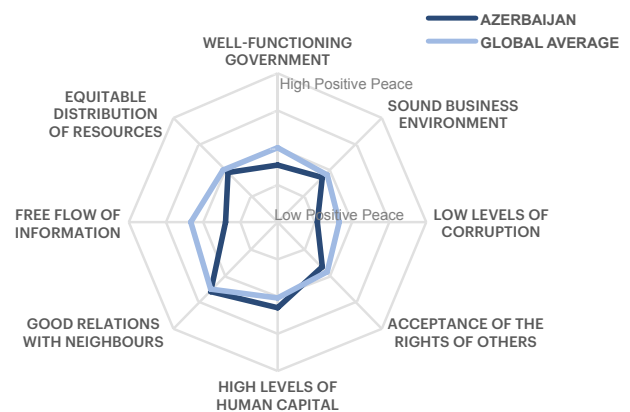 AZERBAIJAN
GLOBAL AVERAGE
WELL-FUNCTIONING
GOVERNMENT
High Positive Peace
EQUITABLE
DISTRIBUTION
OF RESOURCES
SOUND BUSINESS
ENVIRONMENT
FREE FLOW OF
INFORMATION
Low Positive Peace
LOW LEVELS OF
CORRUPTION
GOOD RELATIONS
WITH NEIGHBOURS
ACCEPTANCE OF THE
RIGHTS OF OTHERS
HIGH LEVELS OF
HUMAN CAPITAL